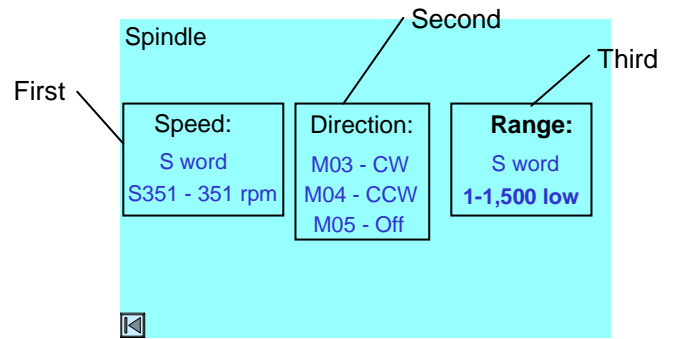 Second
Spindle
Third
First
Speed:
S word
S351 - 351 rpm
Direction:
M03 - CW
M04 - CCW
M05 - Off
Range:
S word
1-1,500 low